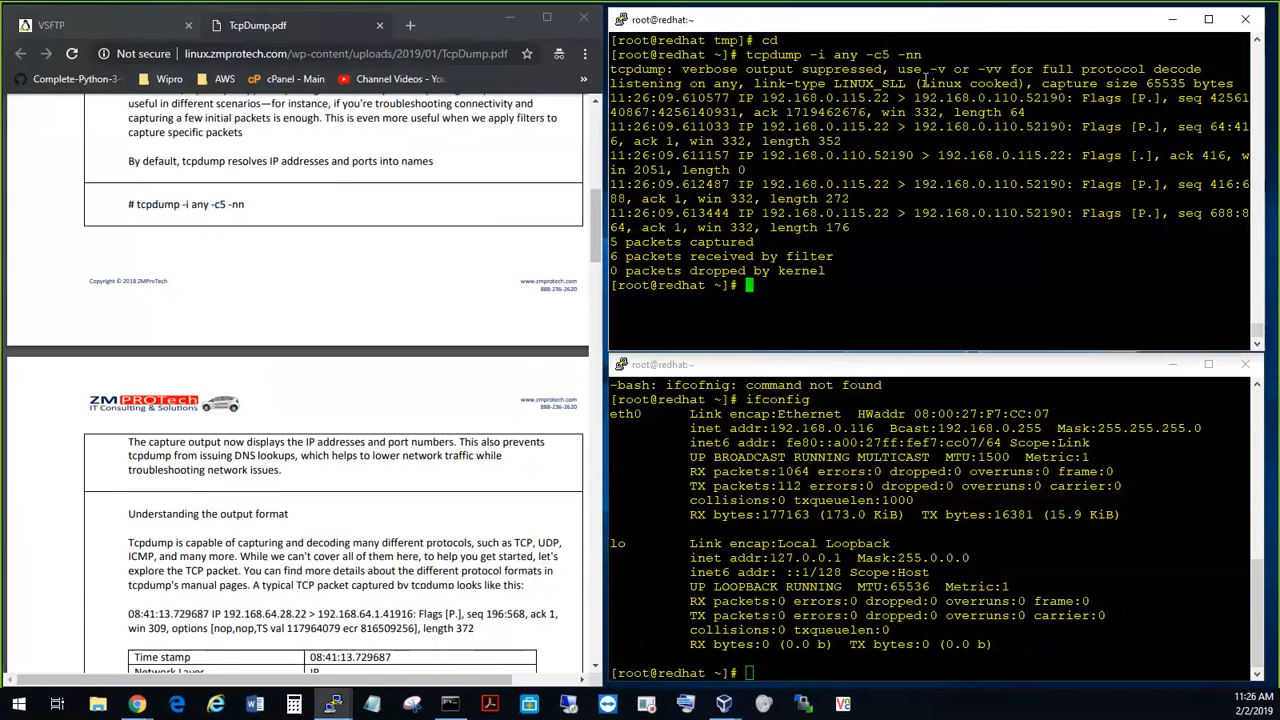 VSFTP
TcpDump.pdf
linux.zmprotech.com/wp-content/uploads/2019/01/TcpDump.pdf
Complete-Python-3...
Full YouTube Course
useful in different scenarios—for instance, if you're troubleshooting connectivity and
capturing a few initial packets is enough. This is even more useful when we apply filters to
capture specific packets
By default, tcpdump resolves IP addresses and ports into names
# tcpdump -i any -c5 -nn
Copyright © 2018 ZMProTech
www.zmprotech.com
888-236-2620
ZMPROTech
IT Consulting & Solutions
www.zmprotech.com
888-236-2620
The capture output now displays the IP addresses and port numbers. This also prevents
tcpdump from issuing DNS lookups, which helps to lower network traffic while
troubleshooting network issues.
Understanding the output format
Tcpdump is capable of capturing and decoding many different protocols, such as TCP, UDP,
ICMP, and many more. While we can't cover all of them here, to help you get started, let's
explore the TCP packet. You can find more details about the different protocol formats in
tcpdump's manual pages. A typical TCP packet captured by tcpdump looks like this:
08:41:13.729687 IP 192.168.64.28.22 > 192.168.64.1.41916: Flags [P.], seq 196:568, ack 1,
win 309, options [nop,nop,TS val 117964079 ecr 816509256], length 372
Time stamp 08:41:13.729687
Network Layer IP
root@redhat:~
[root@redhat tmp]# cd
[root@redhat ~]# tcpdump -i any -c5 -nn
tcpdump: verbose output suppressed, use -v or -vv for full protocol decode
listening on any, link-type LINUX_SLL (Linux cooked), capture size 65535 bytes
11:26:09.610577 IP 192.168.0.115.22 > 192.168.0.110.52190: Flags [P.], seq 42561
40867:4256140931, ack 1719462676, win 332, length 64
11:26:09.611033 IP 192.168.0.115.22 > 192.168.0.110.52190: Flags [P.], seq 64:41
6, ack 1, win 332, length 352
11:26:09.611157 IP 192.168.0.110.52190 > 192.168.0.115.22: Flags [.], ack 416, w
in 2051, length 0
11:26:09.612487 IP 192.168.0.115.22 > 192.168.0.110.52190: Flags [P.], seq 416:6
88, ack 1, win 332, length 272
11:26:09.613444 IP 192.168.0.115.22 > 192.168.0.110.52190: Flags [P.], seq 688:8
64, ack 1, win 332, length 176
5 packets captured
6 packets received by filter
0 packets dropped by kernel
[root@redhat ~]#
root@redhat:~
-bash: ifcofnig: command not found
[root@redhat ~]# ifconfig
eth0 Link encap:Ethernet HWaddr 08:00:27:F7:CC:07
inet addr:192.168.0.116 Bcast:192.168.0.255 Mask:255.255.255.0
inet6 addr: fe80::a00:27ff:fef7:cc07/64 Scope:Link
UP BROADCAST RUNNING MULTICAST MTU:1500 Metric:1
RX packets:1064 errors:0 dropped:0 overruns:0 frame:0
TX packets:112 errors:0 dropped:0 overruns:0 carrier:0
collisions:0 txqueuelen:1000
RX bytes:177163 (173.0 KiB) TX bytes:16381 (15.9 KiB)
lo Link encap:Local Loopback
inet addr:127.0.0.1 Mask:255.0.0.0
inet6 addr: ::1/128 Scope:Host
UP LOOPBACK RUNNING MTU:65536 Metric:1
RX packets:0 errors:0 dropped:0 overruns:0 frame:0
TX packets:0 errors:0 dropped:0 overruns:0 carrier:0
collisions:0 txqueuelen:0
RX bytes:0 (0.0 b) TX bytes:0 (0.0 b)
[root@redhat ~]#
11:26 AM
2/2/2019